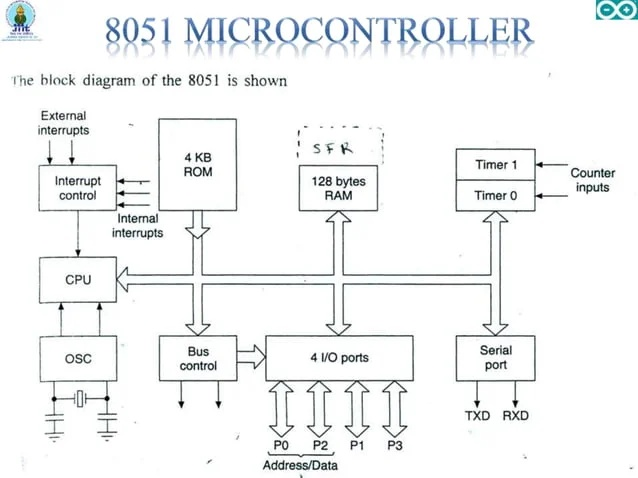 8051 MICROCONTROLLER
The block diagram of the 8051 is shown
External
interrupts
SFR
4 KB
ROM
Timer 1
Counter
inputs
Interrupt
control
128 bytes
RAM
Timer 0
Internal
interrupts
CPU
OSC
Bus
control
4 I/O ports
Serial
port
TXD RXD
P0 P2 P1 P3
Address/Data